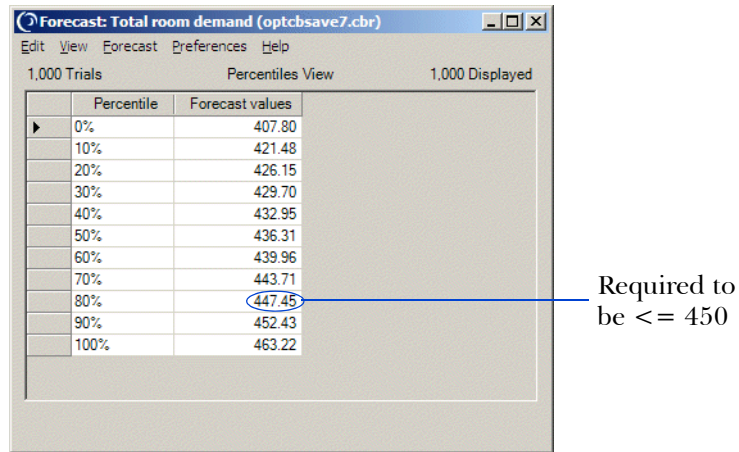 Forecast: Total room demand (optcbsave7.cbr)
Edit View Forecast Preferences Help
1,000 Trials Percentiles View 1,000 Displayed
Percentile Forecast values
0% 407.80
10% 421.48
20% 426.15
30% 429.70
40% 432.95
50% 436.31
60% 439.96
70% 443.71
80% 447.45
90% 452.43
100% 463.22
Required to
be <= 450